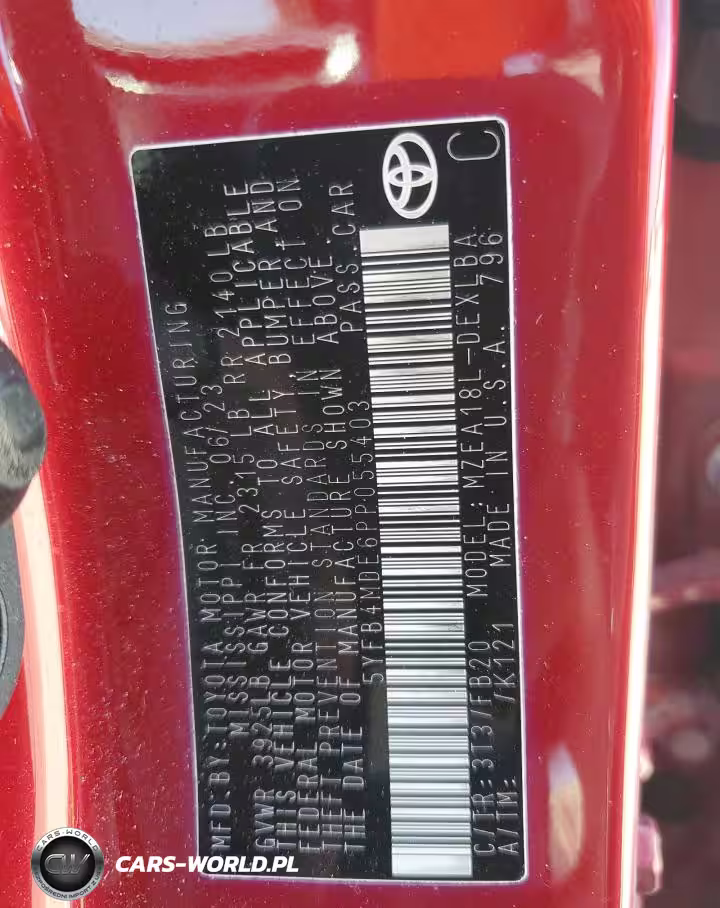 MFD.BY:TOYOTA MOTOR MANUFACTURING
MISSISSIPPI, INC. 06/23
GVWR 3925LB GAWR FR 2315 LB RR 2140 LB
THIS VEHICLE CONFORMS TO ALL APPLICABLE
FEDERAL MOTOR VEHICLE SAFETY, BUMPER AND
THEFT PREVENTION STANDARDS IN EFFECT ON
THE DATE OF MANUFACTURE SHOWN ABOVE.
5YFB4MDE6PP055403 PASS.CAR
C/TR:3T3/FB20 MODEL:MZEA18L-DEXLBA
A/TM: /K121 MADE IN U.S.A. 796
C
CARS-WORLD
CW
CARS-WORLD.PL